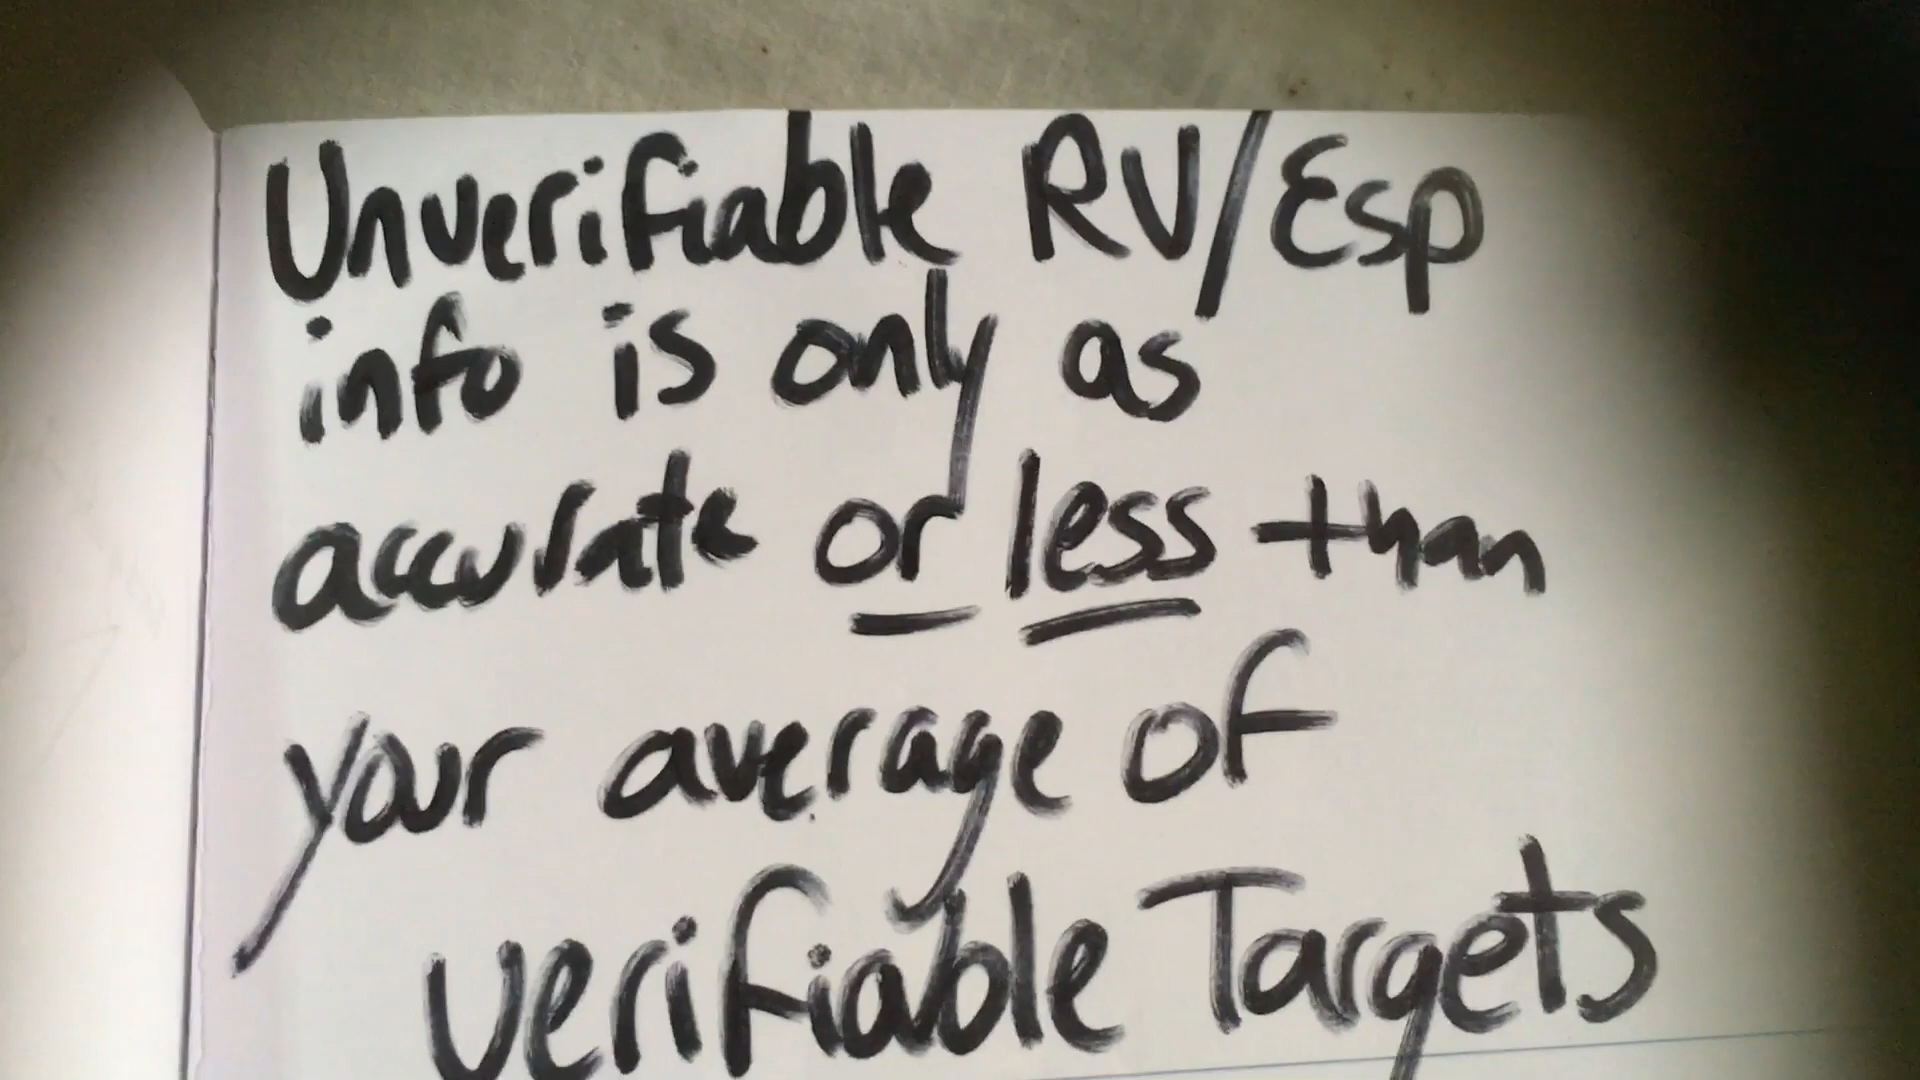 Unverifiable RV/Esp
info is only as
accurate or less than
your average of
verifiable Targets